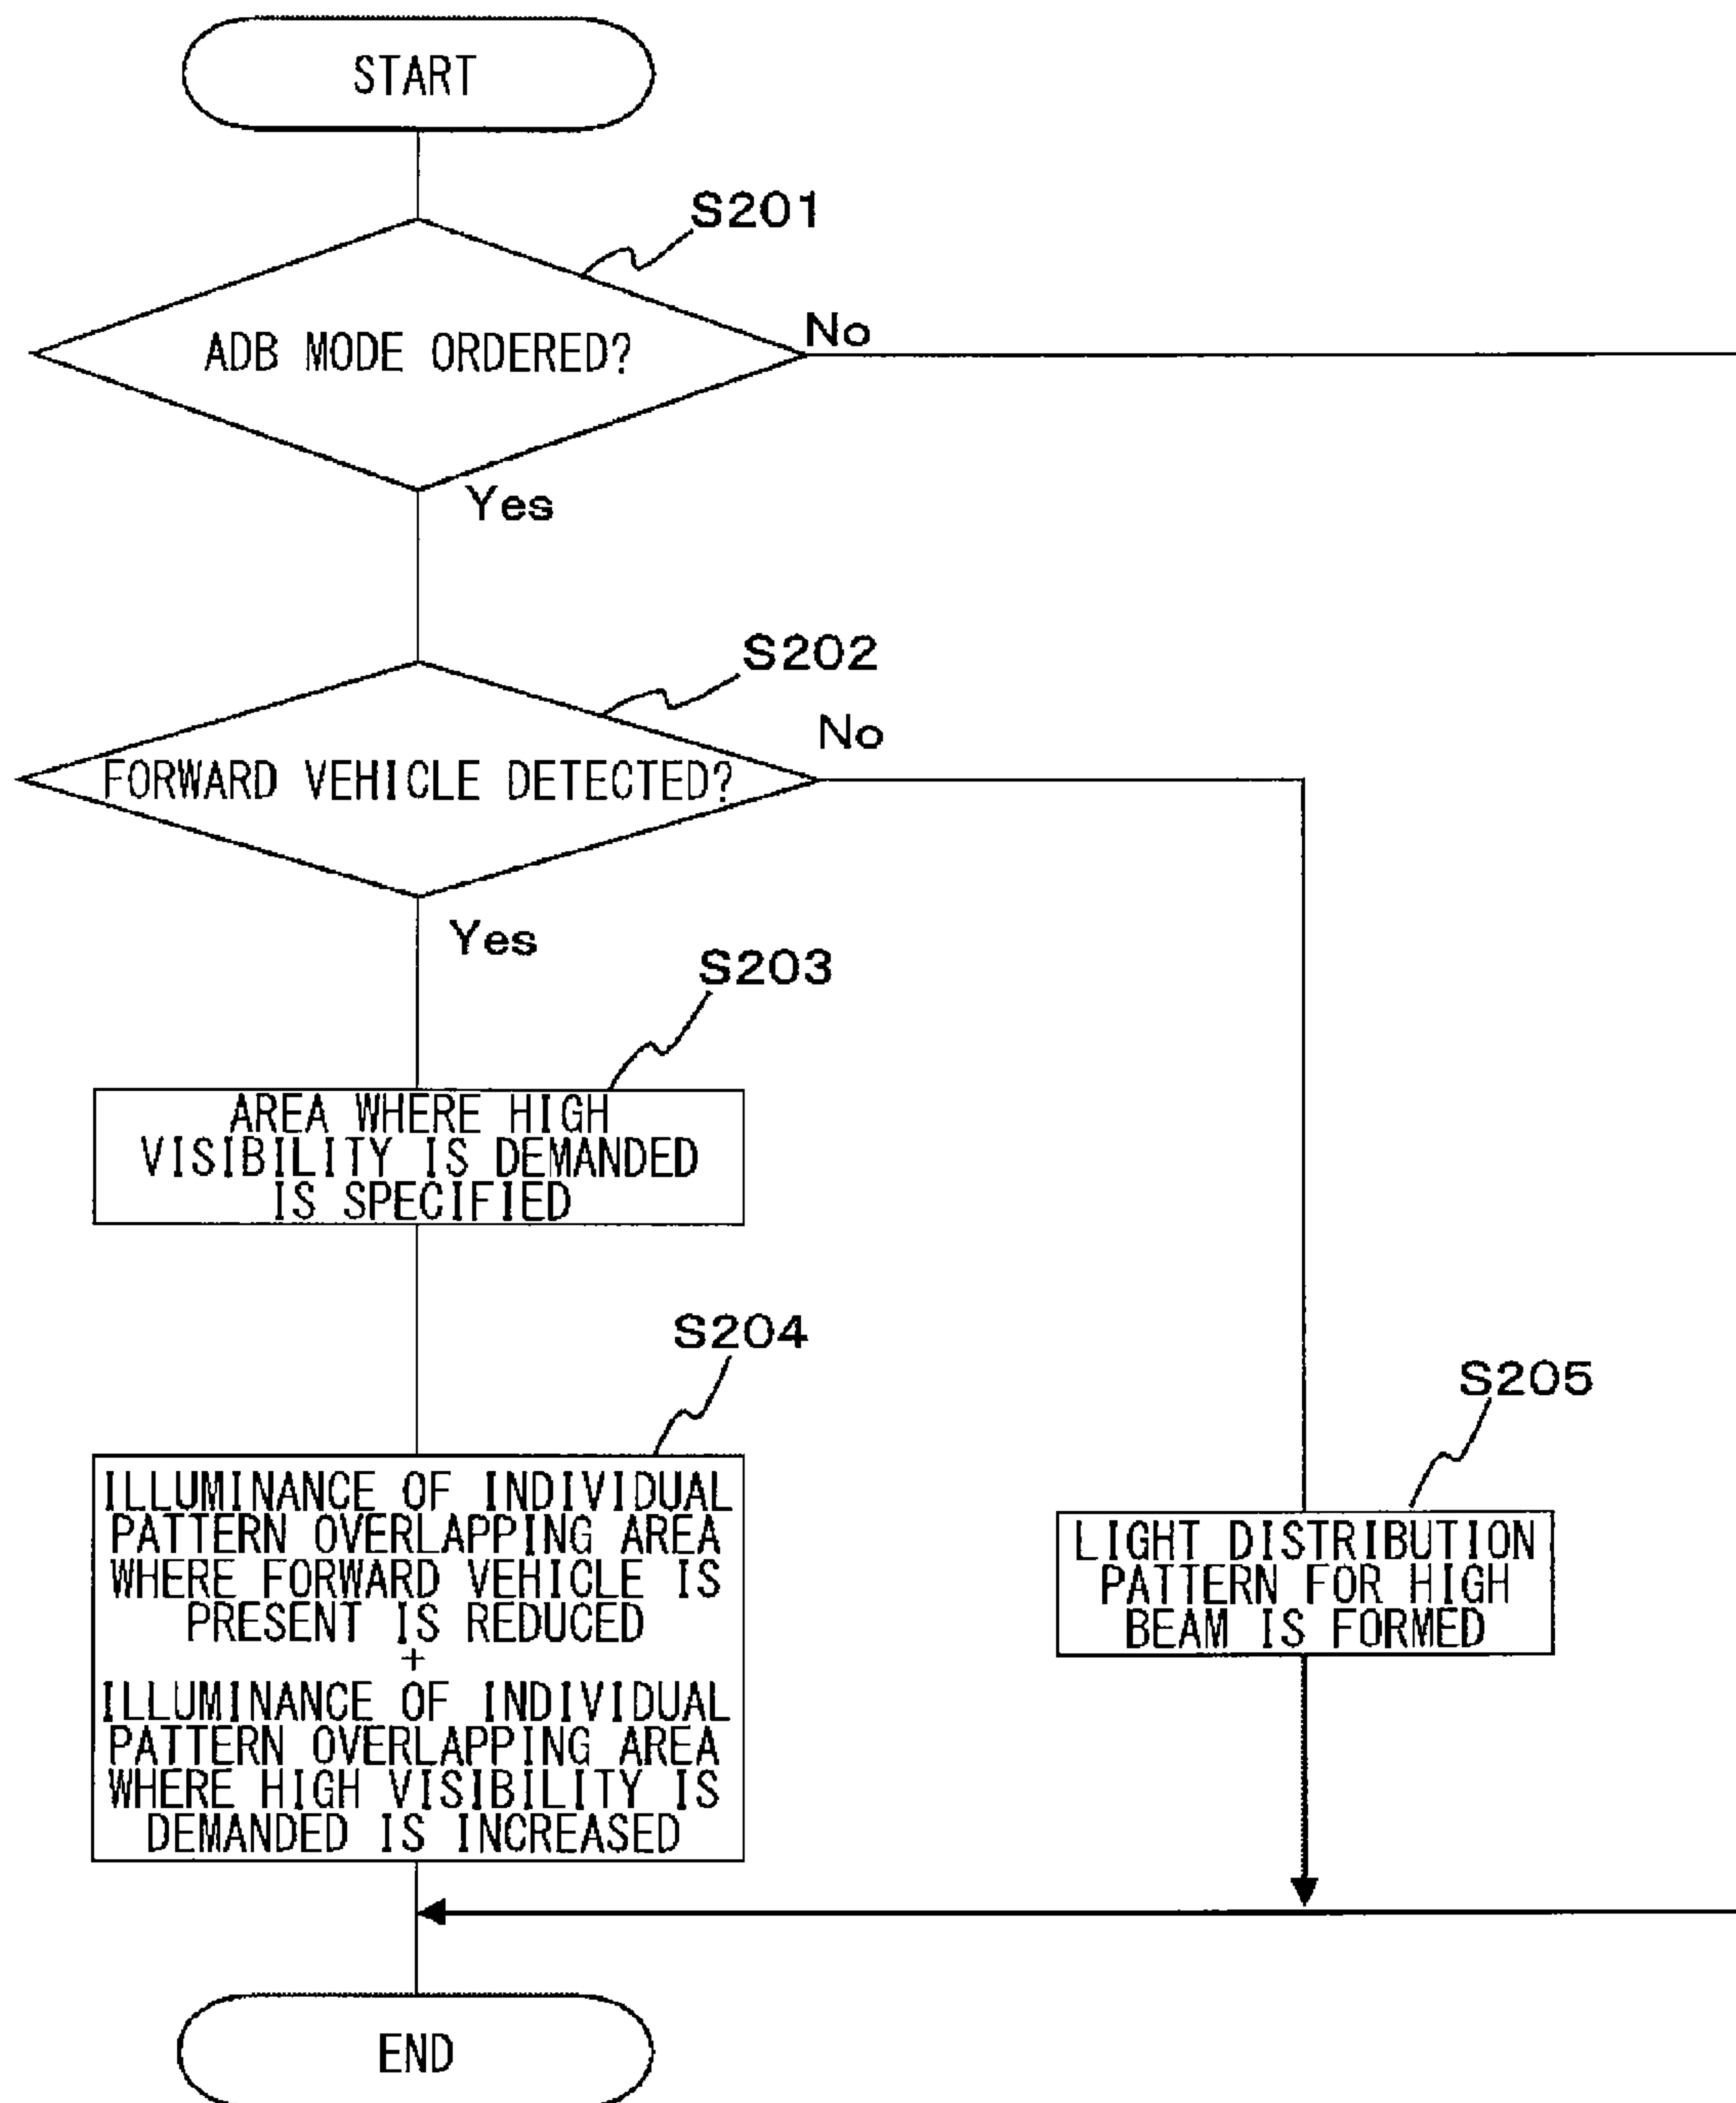 START
S201
ADB MODE ORDERED?
No
Yes
S202
No
FORWARD VEHICLE DETECTED?
Yes
S203
AREA WHERE HIGH
VISIBILITY IS DEMANDED
IS SPECIFIED
S204
ILLUMINANCE OF INDIVIDUAL
PATTERN OVERLAPPING AREA
WHERE FORWARD VEHICLE IS
PRESENT IS REDUCED
+
ILLUMINANCE OF INDIVIDUAL
PATTERN OVERLAPPING AREA
WHERE HIGH VISIBILITY IS
DEMANDED IS INCREASED
S205
LIGHT DISTRIBUTION
PATTERN FOR HIGH
BEAM IS FORMED
END